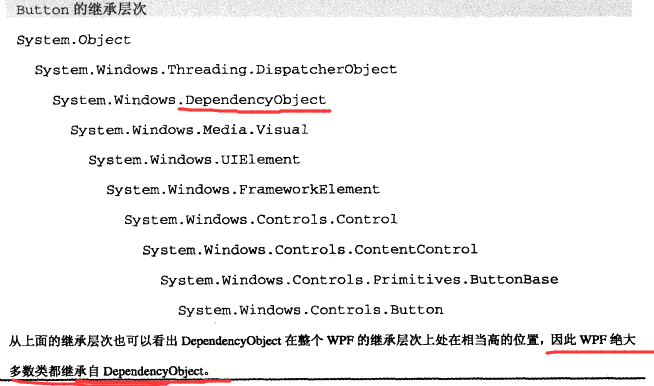 Button 的继承层次
System.Object
System.Windows.Threading.DispatcherObject
System.Windows.DependencyObject
System.Windows.Media.Visual
System.Windows.UIElement
System.Windows.FrameworkElement
System.Windows.Controls.Control
System.Windows.Controls.ContentControl
System.Windows.Controls.Primitives.ButtonBase
System.Windows.Controls.Button
从上面的继承层次也可以看出 DependencyObject 在整个 WPF 的继承层次上处在相当高的位置，因此 WPF 绝大
多数类都继承自 DependencyObject。